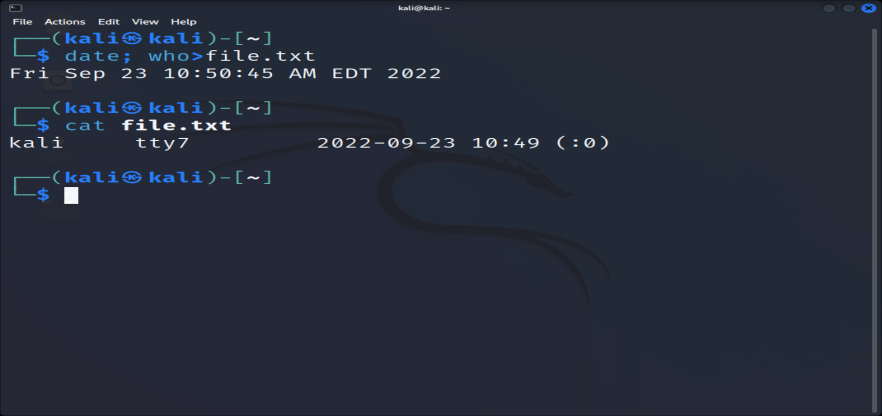 kali@kali: ~
File Actions Edit View Help
┌──(kali㉿kali)-[~]
└─$ date; who>file.txt
Fri Sep 23 10:50:45 AM EDT 2022
┌──(kali㉿kali)-[~]
└─$ cat file.txt
kali tty7 2022-09-23 10:49 (:0)
┌──(kali㉿kali)-[~]
└─$